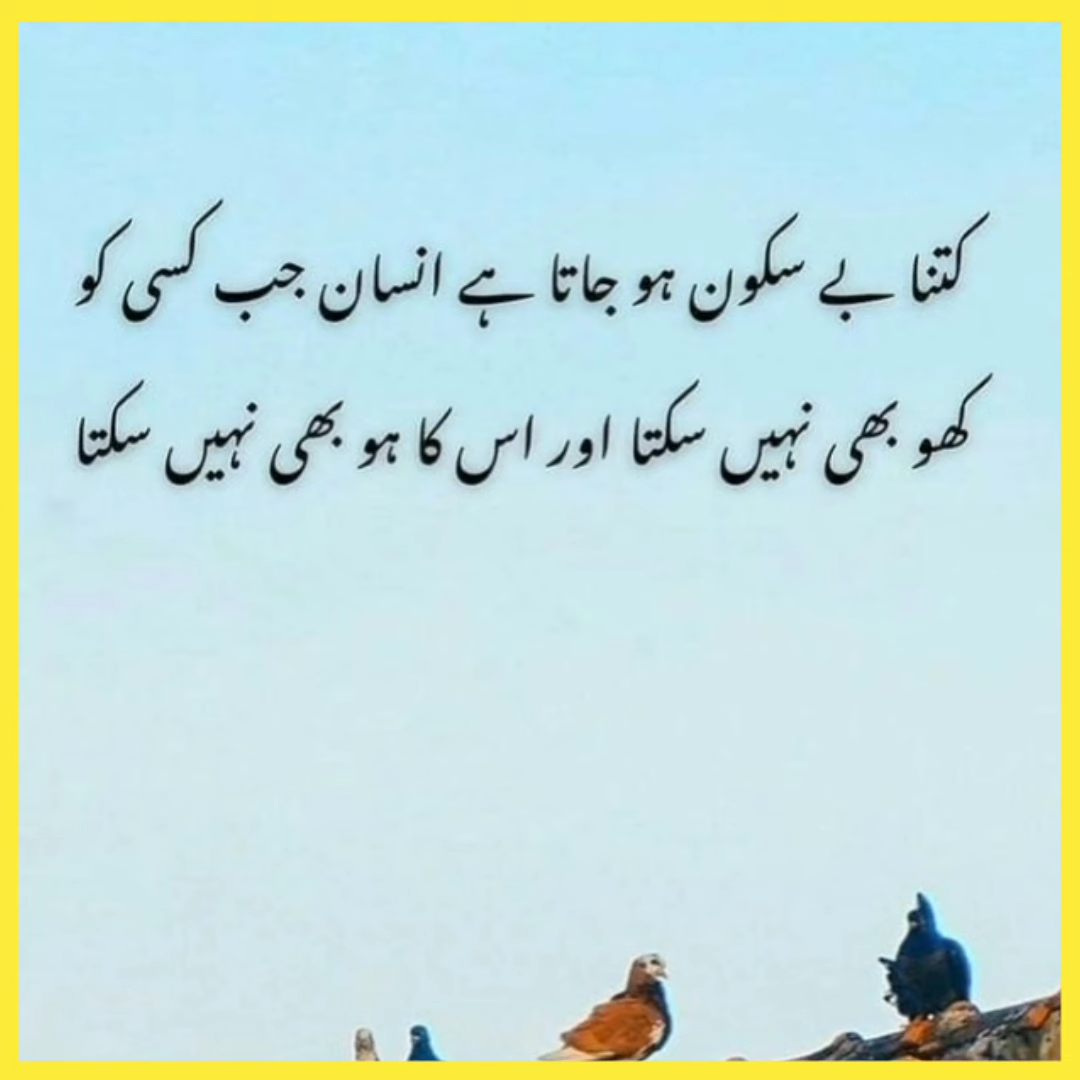 کتنا بے سکون ہو جاتا ہے انسان جب کسی کو
کھو بھی نہیں سکتا اور اس کا ہو بھی نہیں سکتا